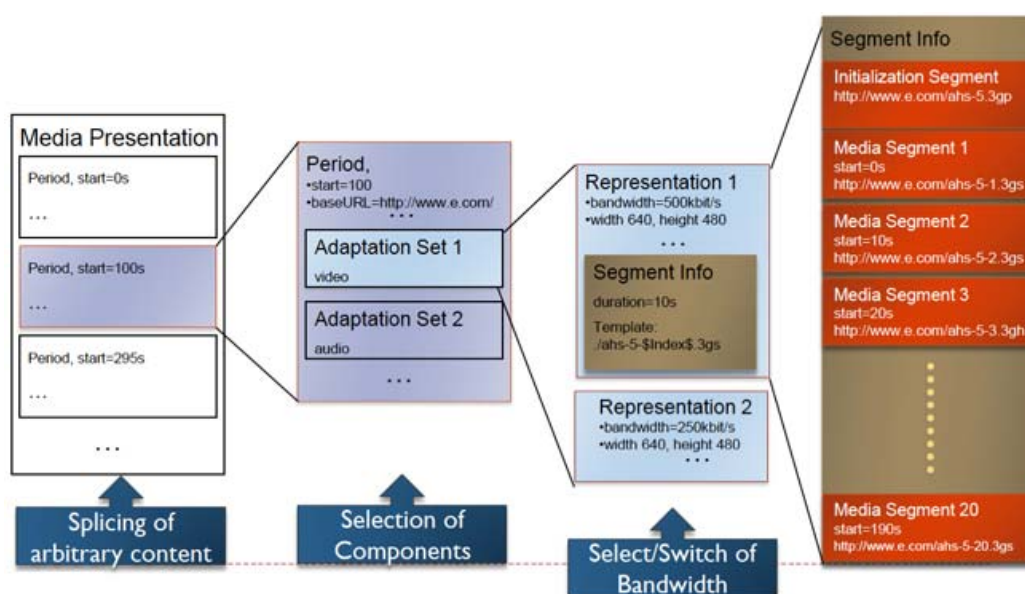 Media Presentation
Period, start=0s
...
Period, start=100s
...
Period, start=295s
...
...
Splicing of
arbitrary content
Period,
•start=100
•baseURL=http://www.e.com/
...
Adaptation Set 1
video
Adaptation Set 2
audio
...
Selection of
Components
Representation 1
•bandwidth=500kbit/s
•width 640, height 480
...
Segment Info
duration=10s
Template:
./ahs-5-$Index$.3gs
Representation 2
•bandwidth=250kbit/s
•width 640, height 480
...
Select/Switch of
Bandwidth
Segment Info
Initialization Segment
http://www.e.com/ahs-5.3gp
Media Segment 1
start=0s
http://www.e.com/ahs-5-1.3gs
Media Segment 2
start=10s
http://www.e.com/ahs-5-2.3gs
Media Segment 3
start=20s
http://www.e.com/ahs-5-3.3gh
Media Segment 20
start=190s
http://www.e.com/ahs-5-20.3gs